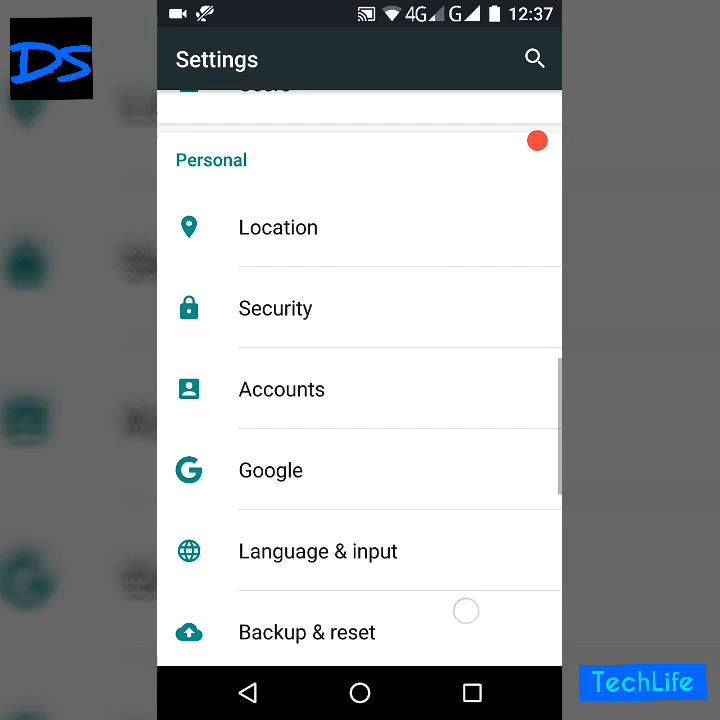 DS
4G G 12:37
Settings
Personal
Location
Security
Accounts
Google
Language & input
Backup & reset
TechLife